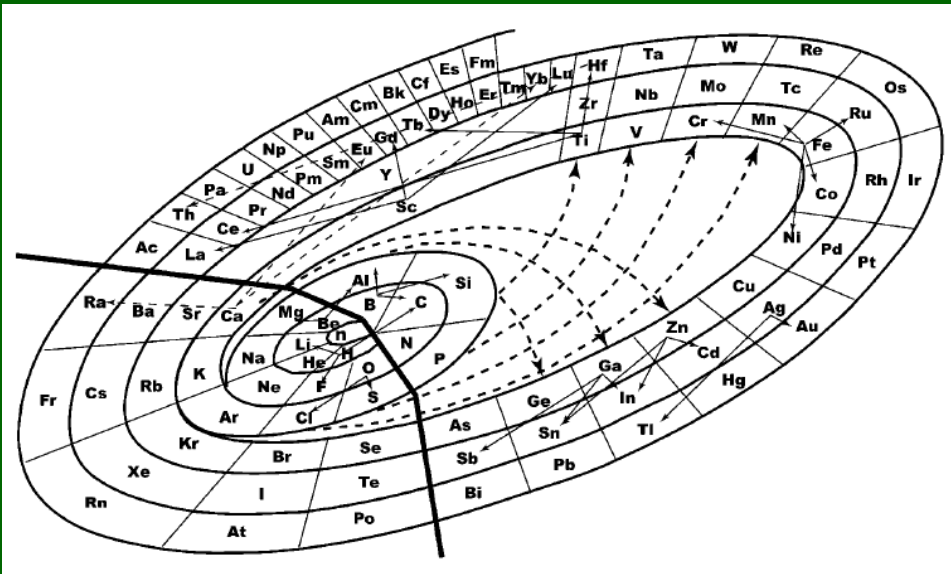 Ta W Re
Es Fm Hf Os
Bk Cf Tm Yb Lu Nb Mo Tc
Am Cm Dy Ho Er Zr Ru
Pu Tb Cr Mn
Np Gd Ti V Fe
U Sm Eu Y
Pa Nd Pm Co Rh Ir
Th Pr Sc
Ce Ni
Ac La Pd Pt
Al Si Cu
Ra Ba Sr Ca Mg B C Ag
Be n Zn Au
Li H N Cd
Na He O P Ga Hg
Fr Cs Rb K Ne F S Ge In
Ar Cl As Sn Tl
Kr Br Se Sb Pb
Xe I Te Bi
Rn At Po